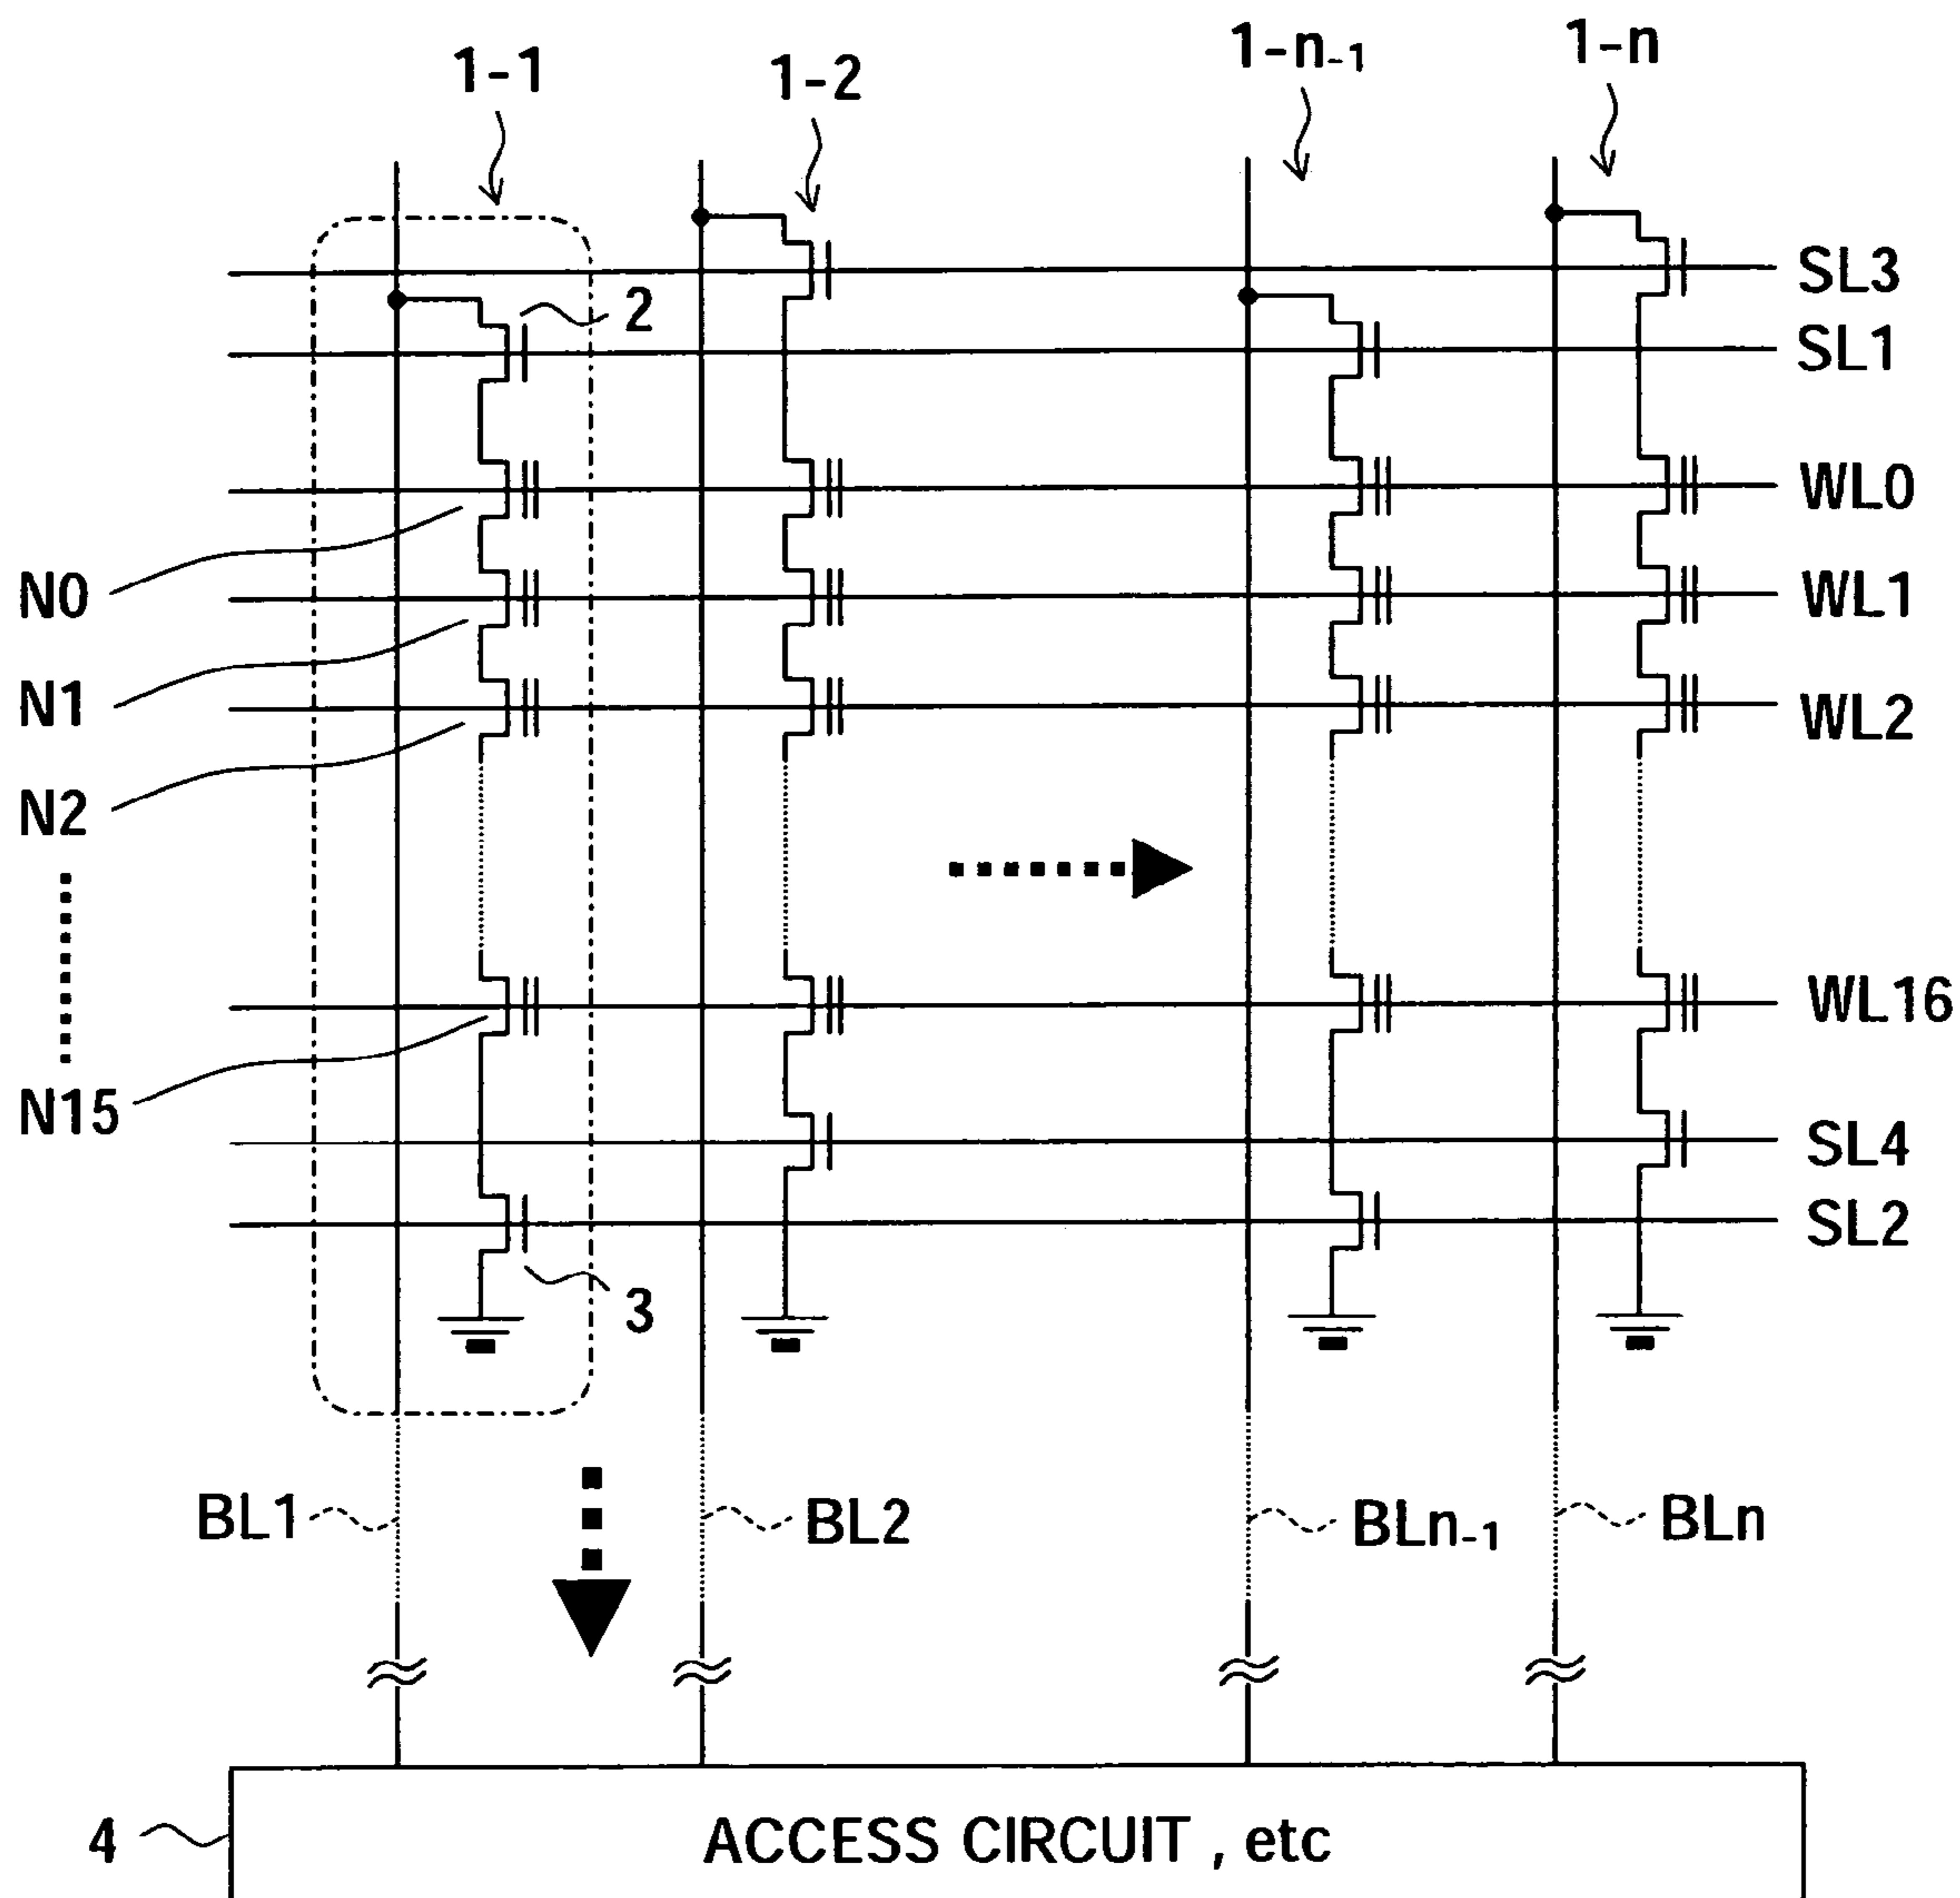 1-1
1-2
1-n-1
1-n
SL3
2
SL1
WL0
N0
WL1
N1
WL2
N2
WL16
N15
SL4
SL2
3
BL1
BL2
BLn-1
BLn
4
ACCESS CIRCUIT , etc